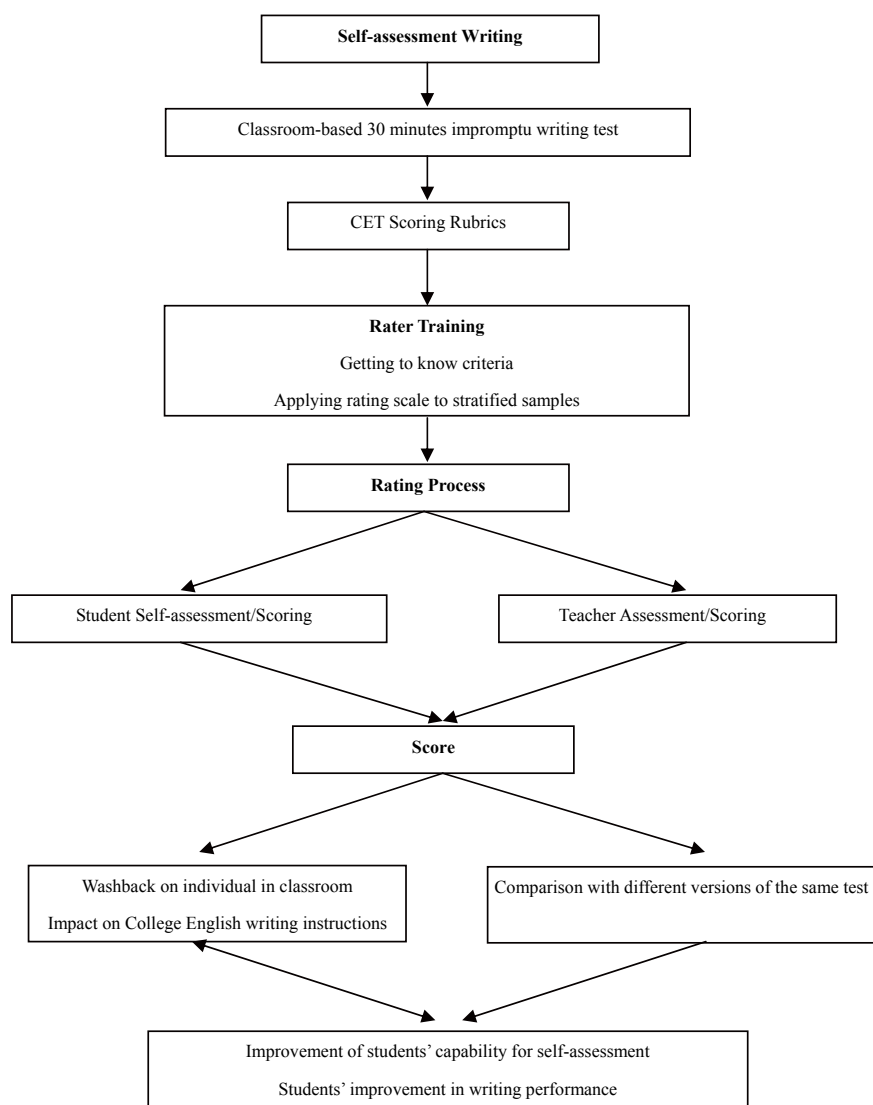 Self-assessment Writing
Classroom-based 30 minutes impromptu writing test
CET Scoring Rubrics
Rater Training
Getting to know criteria
Applying rating scale to stratified samples
Rating Process
Student Self-assessment/Scoring
Teacher Assessment/Scoring
Score
Washback on individual in classroom
Impact on College English writing instructions
Comparison with different versions of the same test
Improvement of students’ capability for self-assessment
Students’ improvement in writing performance